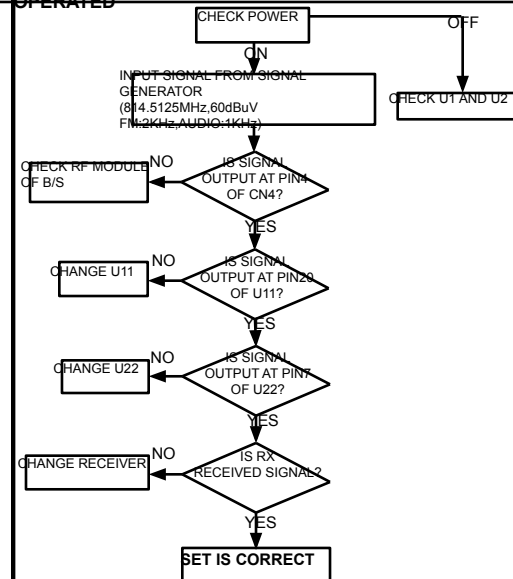 OPERATED
CHECK POWER
OFF
ON
INPUT SIGNAL FROM SIGNAL
GENERATOR
(814.5125MHz,60dBuV
FM:2KHz,AUDIO:1KHz)
CHECK U1 AND U2
IS SIGNAL
OUTPUT AT PIN4
OF CN4?
NO
CHECK RF MODULE
OF B/S
YES
IS SIGNAL
OUTPUT AT PIN20
OF U11?
NO
CHANGE U11
YES
IS SIGNAL
OUTPUT AT PIN7
OF U22?
NO
CHANGE U22
YES
IS RX
RECEIVED SIGNAL?
NO
CHANGE RECEIVER
YES
SET IS CORRECT